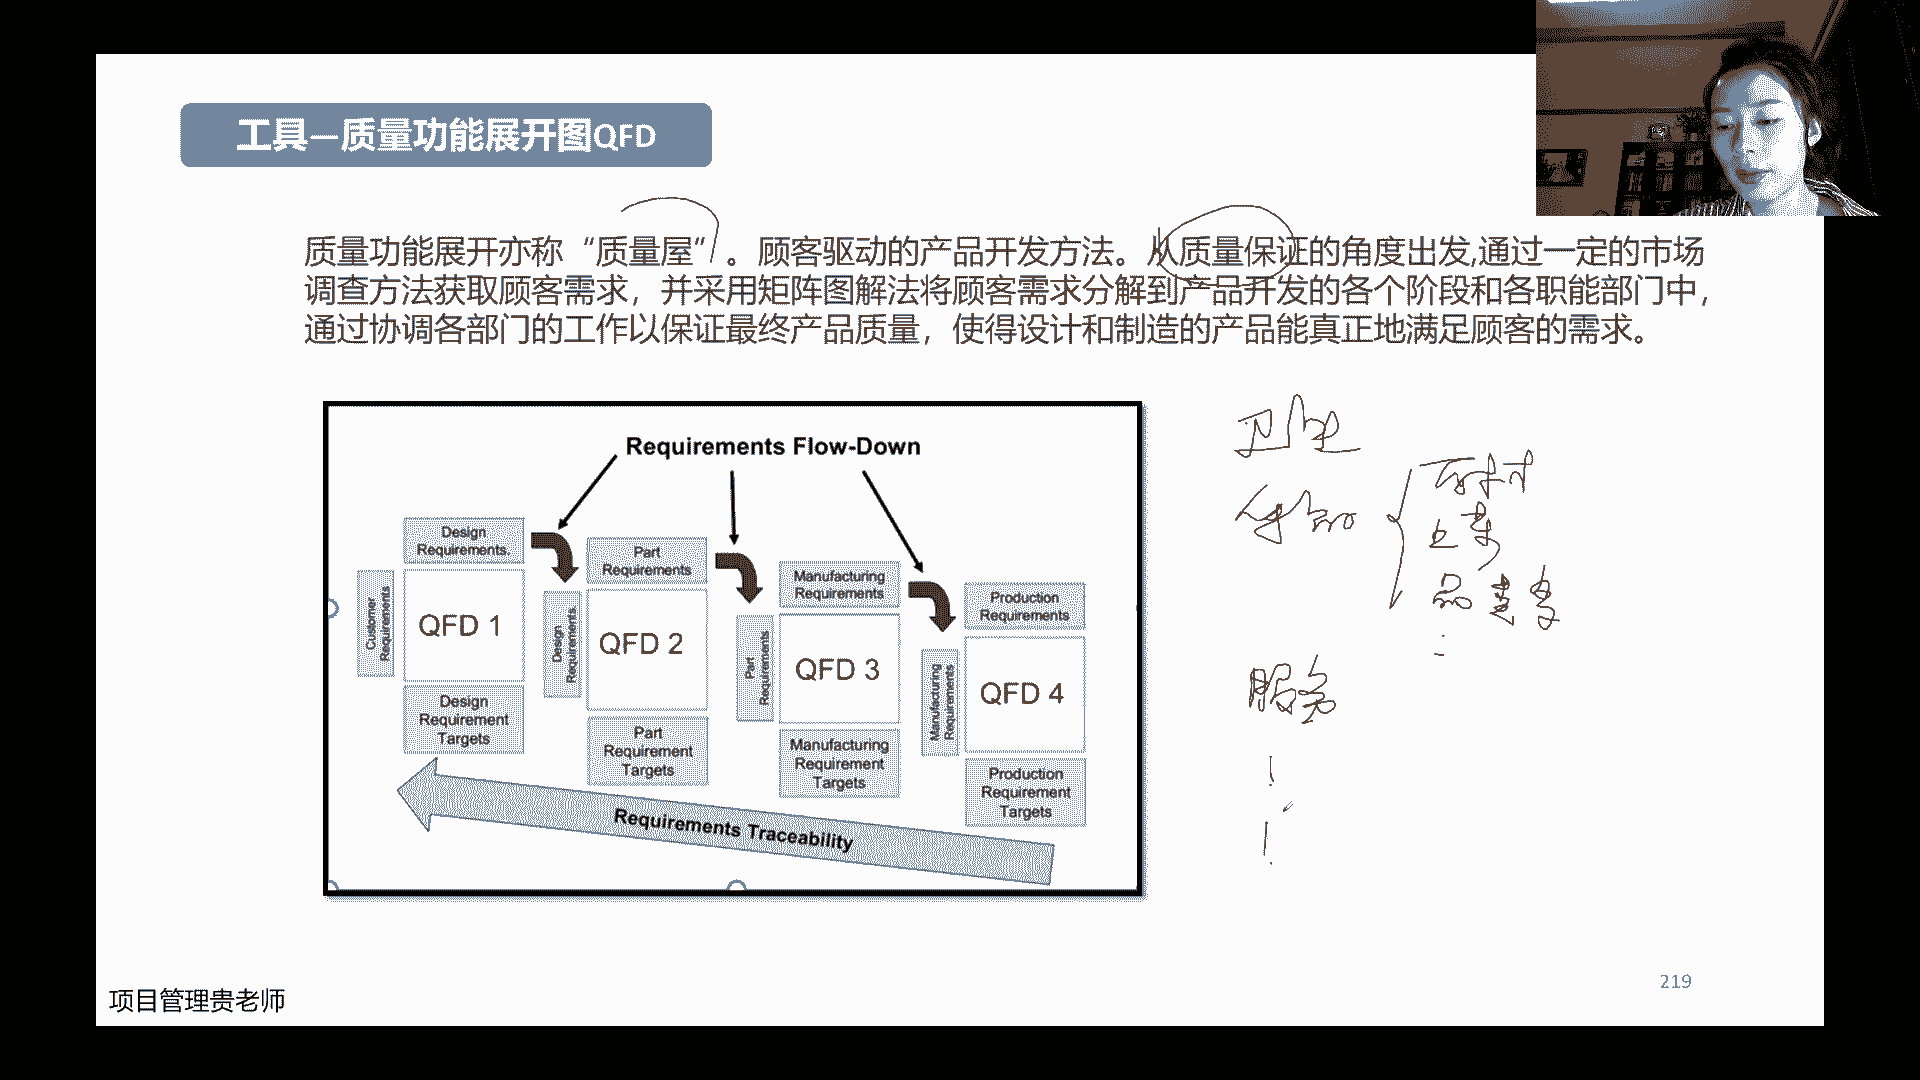 工具—质量功能展开图QFD
质量功能展开亦称“质量屋”。顾客驱动的产品开发方法。从质量保证的角度出发,通过一定的市场
调查方法获取顾客需求，并采用矩阵图解法将顾客需求分解到产品开发的各个阶段和各职能部门中，
通过协调各部门的工作以保证最终产品质量，使得设计和制造的产品能真正地满足顾客的需求。
Requirements Flow-Down
Design
Requirements.
Customer
Requirements
QFD 1
Design
Requirement
Targets
Part
Requirements
Design
Requirements.
QFD 2
Part
Requirement
Targets
Manufacturing
Requirements
Part
Requirements
QFD 3
Manufacturing
Requirement
Targets
Production
Requirements
Manufacturing
Requirements
QFD 4
Production
Requirement
Targets
Requirements Traceability
卫生
食品
食材
上菜
服务
219
项目管理贵老师